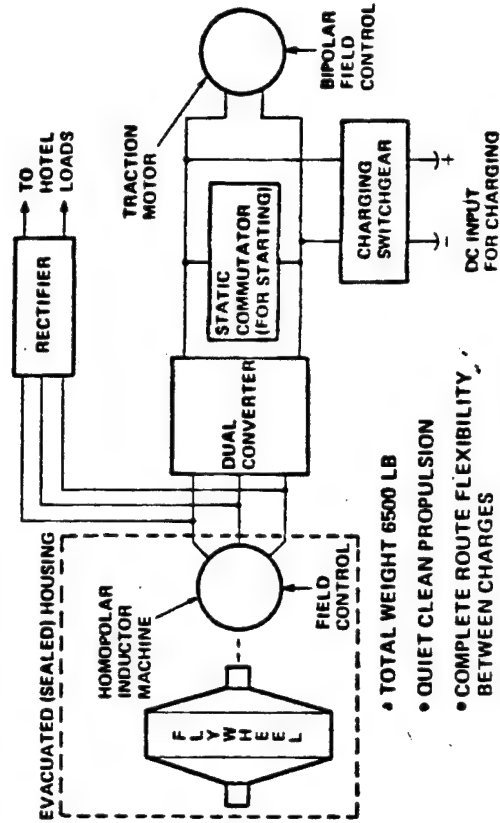 EVACUATED (SEALED) HOUSING
HOMOPOLAR
INDUCTOR
MACHINE
FLYWHEEL
FIELD
CONTROL
RECTIFIER
TO
HOTEL
LOADS
DUAL
CONVERTER
STATIC
COMMUTATOR
(FOR STARTING)
TRACTION
MOTOR
BIPOLAR
FIELD
CONTROL
CHARGING
SWITCHGEAR
- +
DC INPUT
FOR CHARGING
• TOTAL WEIGHT 6500 LB
• QUIET CLEAN PROPULSION
• COMPLETE ROUTE FLEXIBILITY
BETWEEN CHARGES